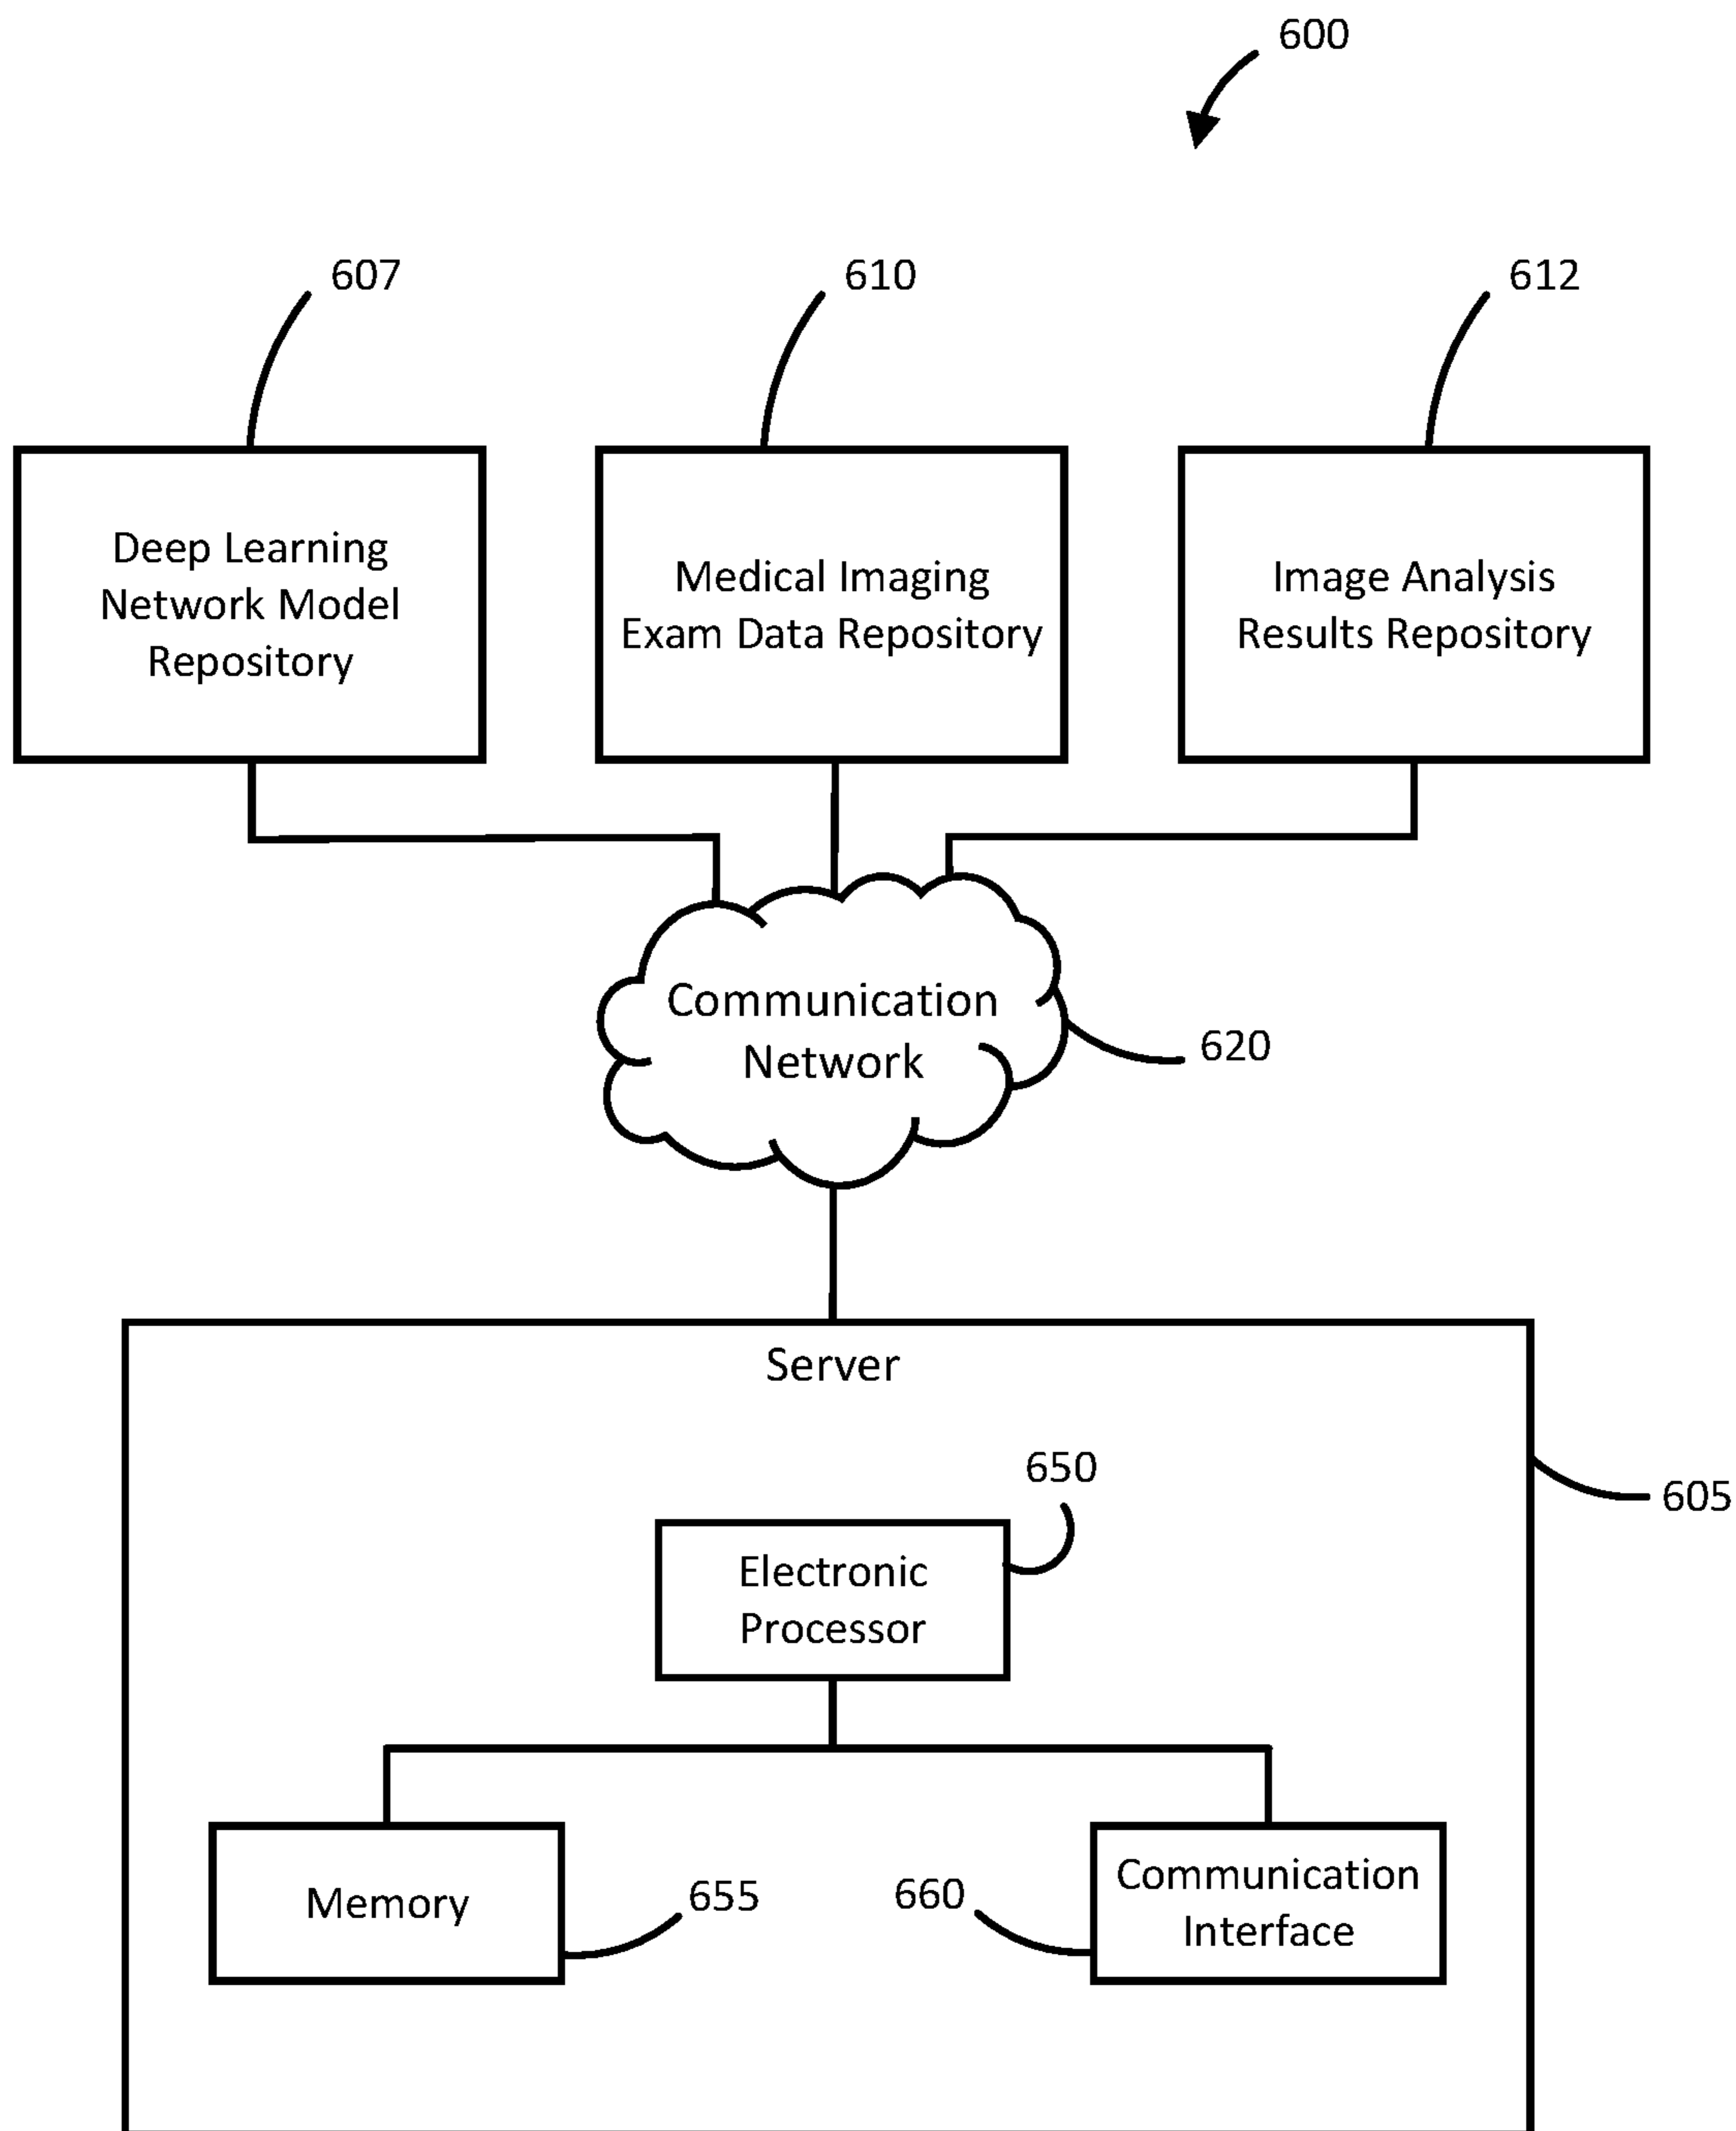 600
607
610
612
Deep Learning
Network Model
Repository
Medical Imaging
Exam Data Repository
Image Analysis
Results Repository
Communication
Network
620
Server
650
605
Electronic
Processor
Memory
655
660
Communication
Interface